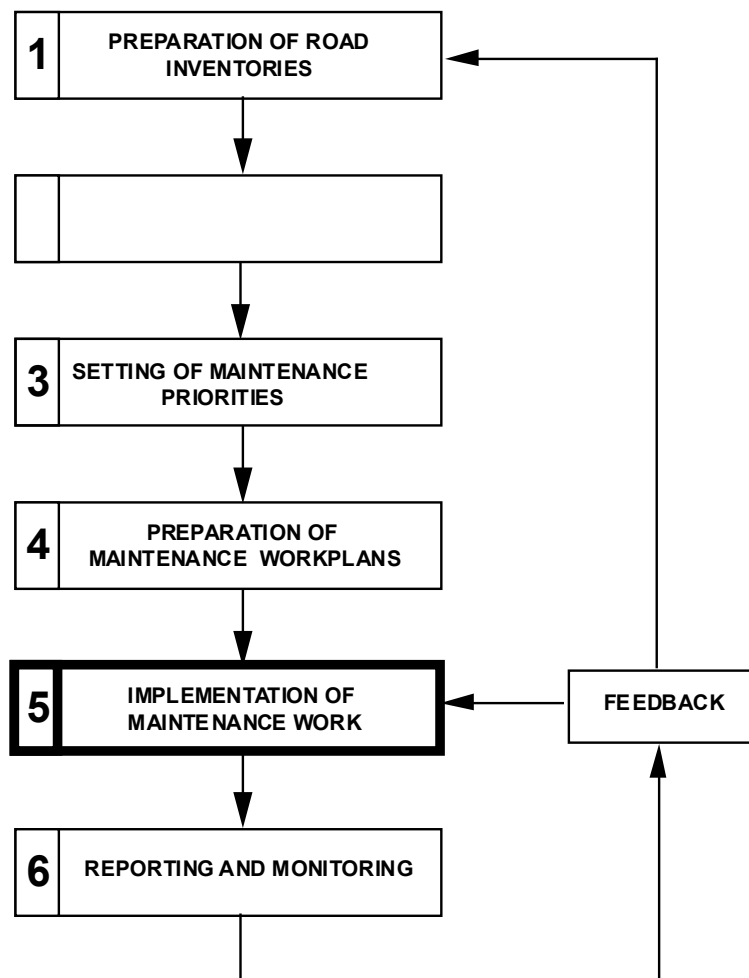 1
PREPARATION OF ROAD
INVENTORIES
3
SETTING OF MAINTENANCE
PRIORITIES
4
PREPARATION OF
MAINTENANCE WORKPLANS
5
IMPLEMENTATION OF
MAINTENANCE WORK
FEEDBACK
6
REPORTING AND MONITORING